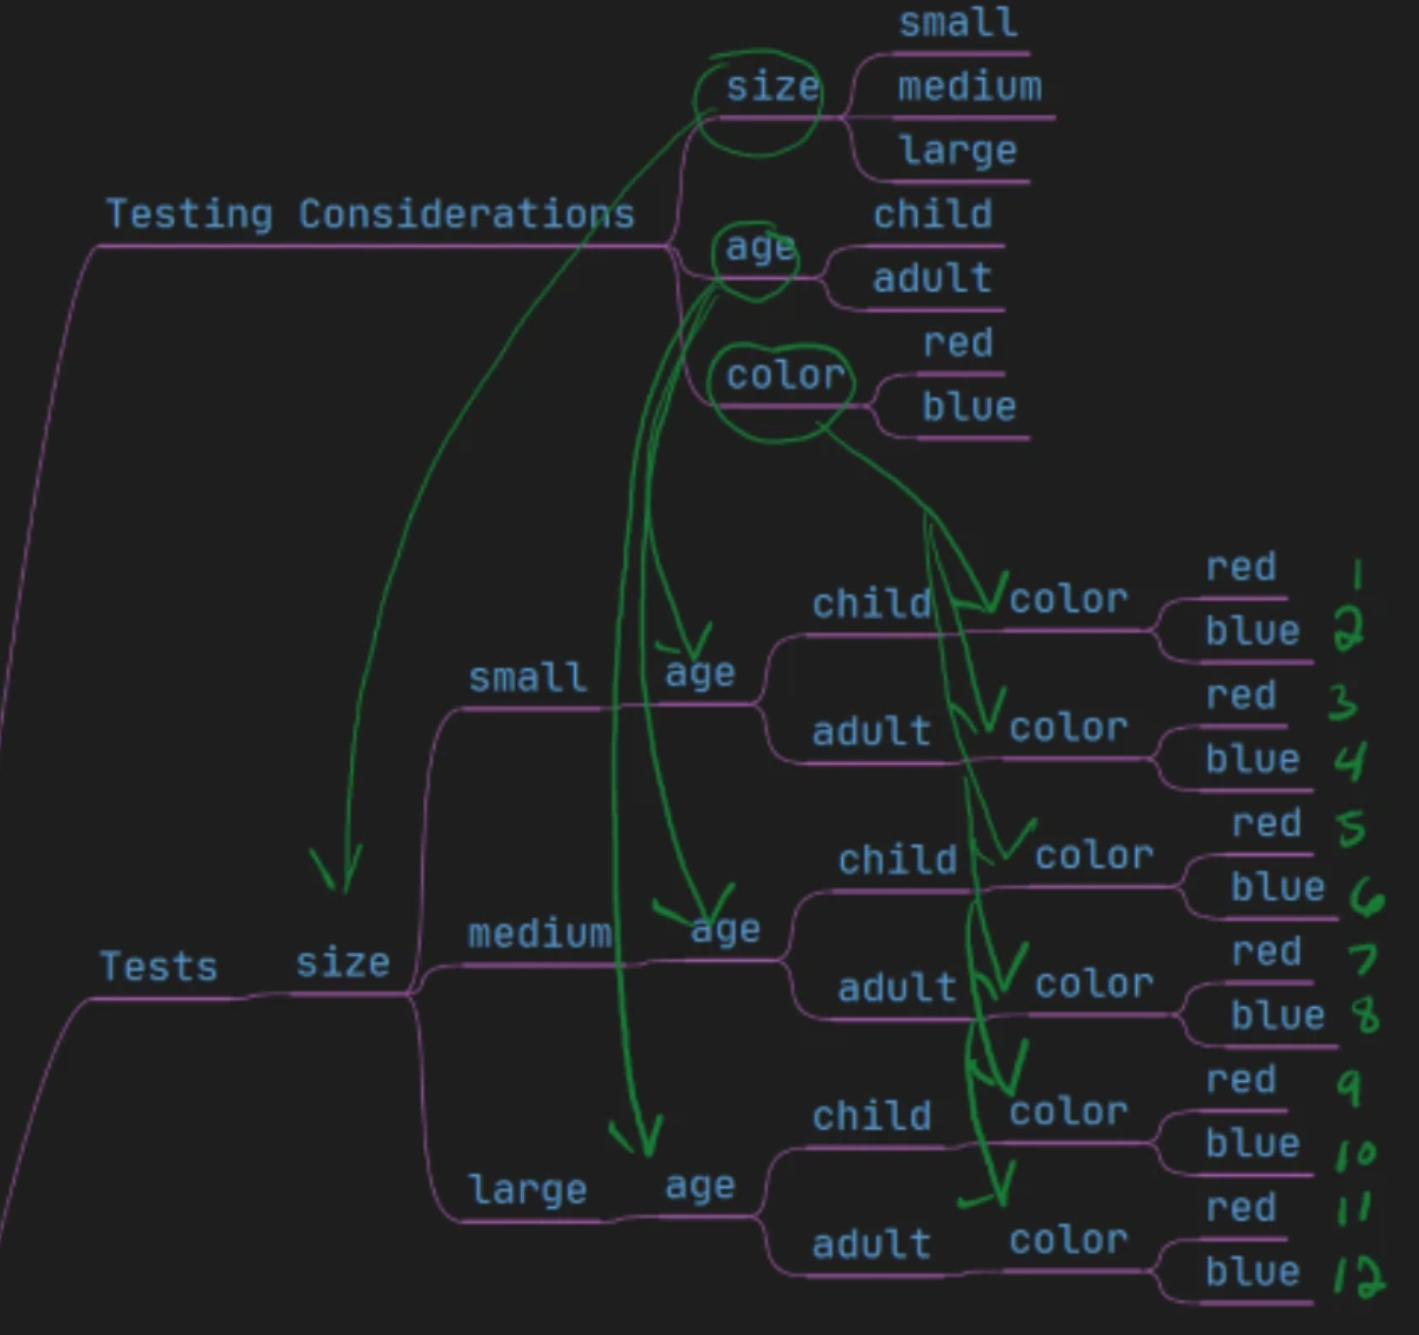 small
size
medium
large
Testing Considerations
child
age
adult
red
color
blue
red 1
child color
blue 2
small age
red 3
adult color
blue 4
red 5
child color
blue 6
medium age
red 7
adult color
blue 8
Tests size
red 9
child color
blue 10
large age
red 11
adult color
blue 12